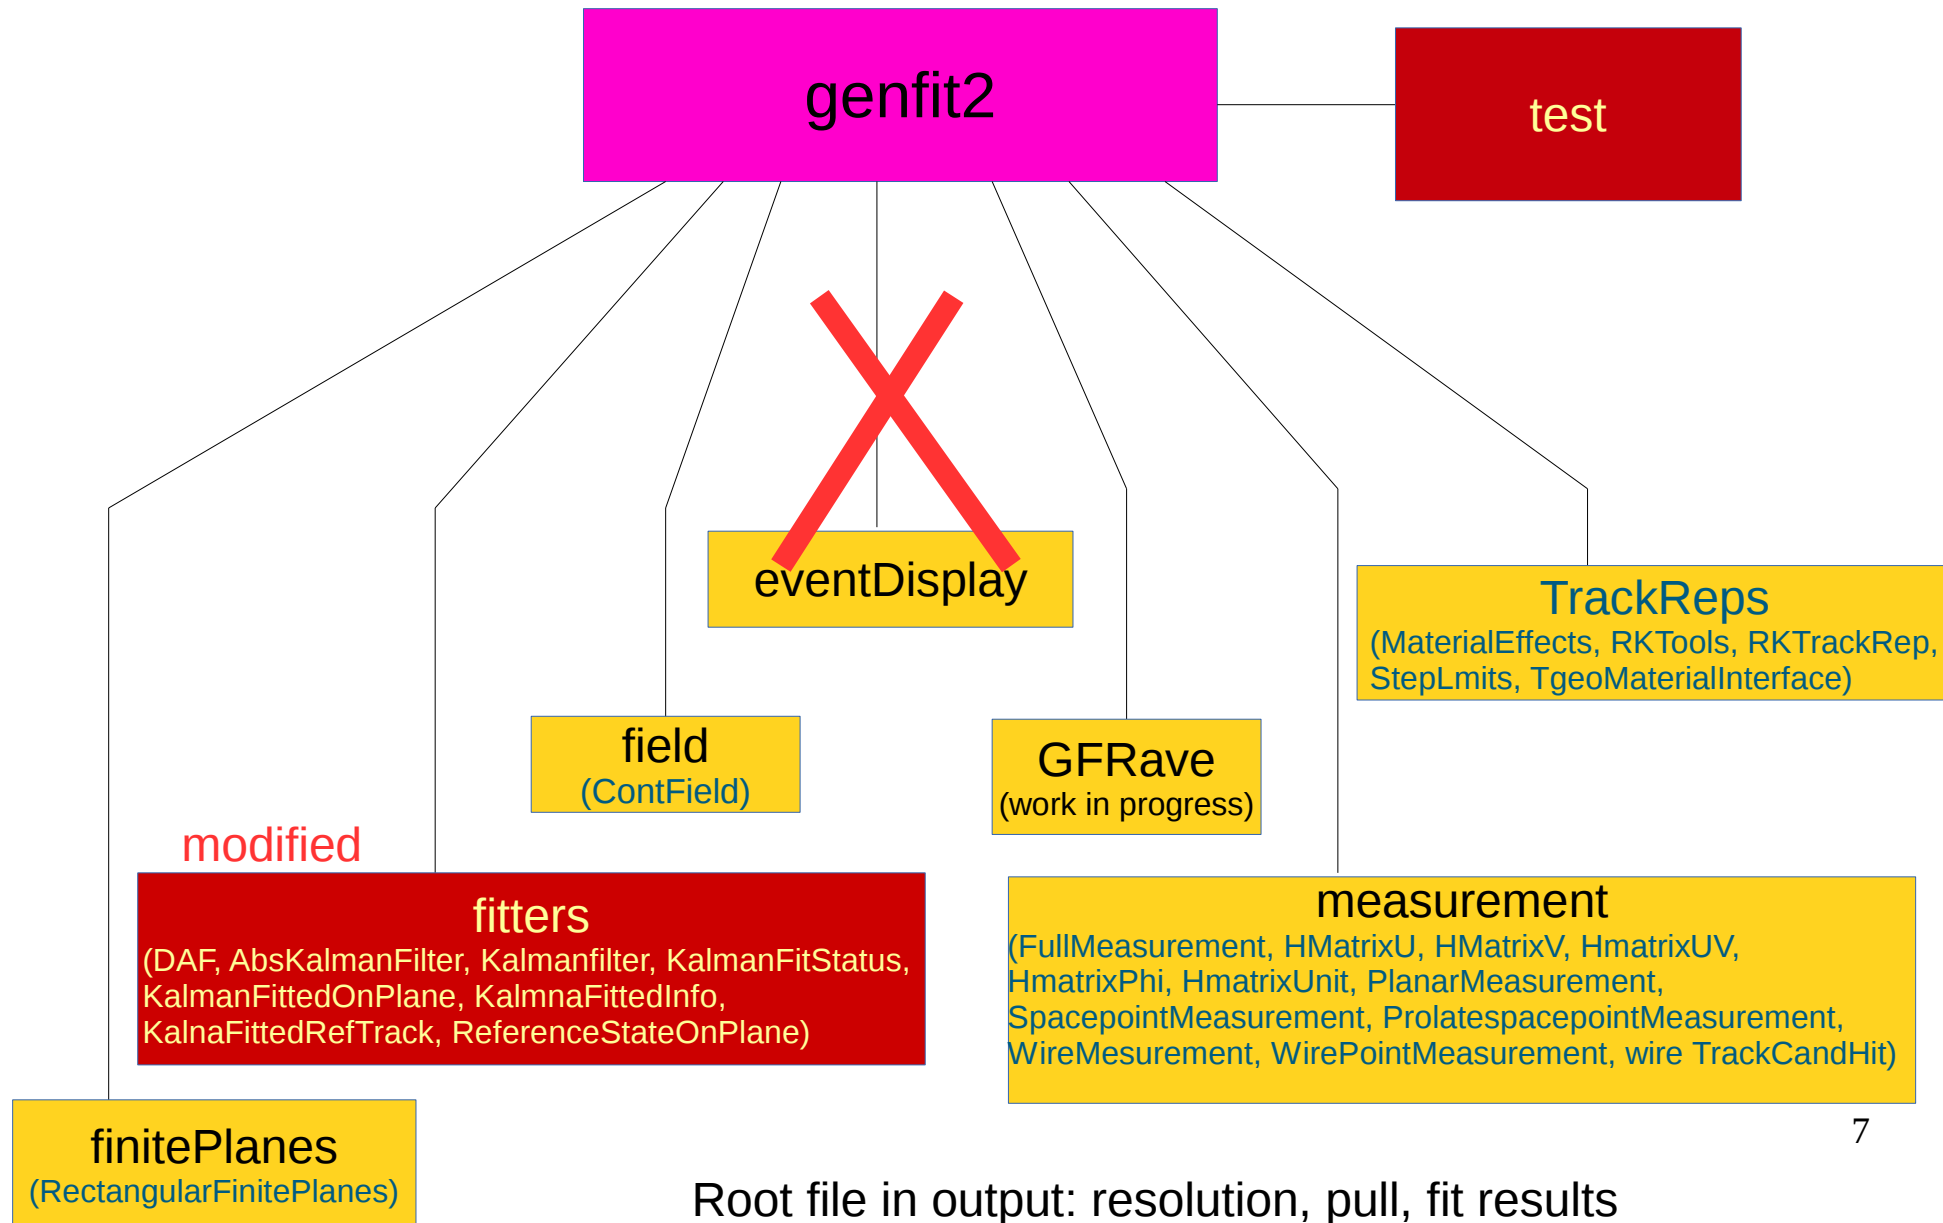 genfit2
test
eventDisplay
TrackReps
(MaterialEffects, RKTools, RKTrackRep,
StepLmits, TgeoMaterialInterface)
field
(ContField)
GFRave
(work in progress)
modified
fitters
(DAF, AbsKalmanFilter, Kalmanfilter, KalmanFitStatus,
KalmanFittedOnPlane, KalmnaFittedInfo,
KalnaFittedRefTrack, ReferenceStateOnPlane)
measurement
(FullMeasurement, HMatrixU, HMatrixV, HmatrixUV,
HmatrixPhi, HmatrixUnit, PlanarMeasurement,
SpacepointMeasurement, ProlatespacepointMeasurement,
WireMesurement, WirePointMeasurement, wire TrackCandHit)
finitePlanes
(RectangularFinitePlanes)
7
Root file in output: resolution, pull, fit results